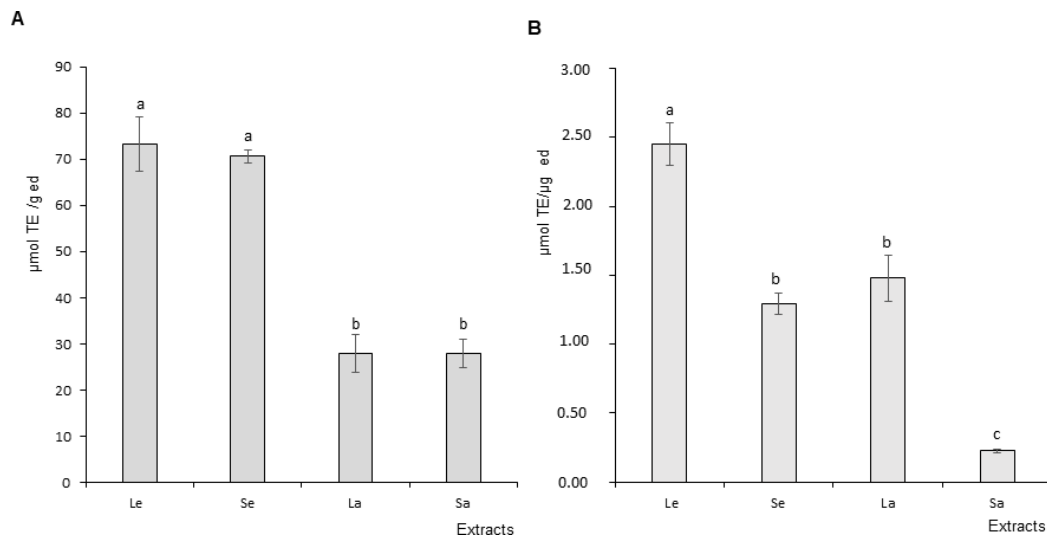 A
90
80
70
60
50
40
30
20
10
0
µmol TE /g ed
a
a
b
b
Le
Se
La
Sa
Extracts
B
3.00
2.50
2.00
1.50
1.00
0.50
0.00
µmol TE/µg ed
a
b
b
c
Le
Se
La
Sa
Extracts